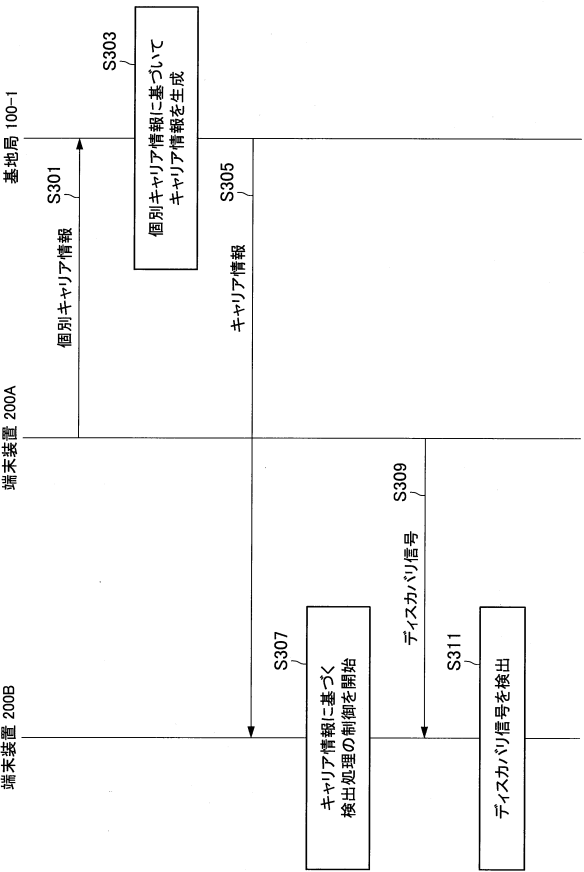 端末装置 200B
端末装置 200A
基地局 100-1
S301
個別キャリア情報
S303
個別キャリア情報に基づいて
キャリア情報を生成
S305
キャリア情報
S307
キャリア情報に基づく
検出処理の制御を開始
S309
ディスカバリ信号
S311
ディスカバリ信号を検出